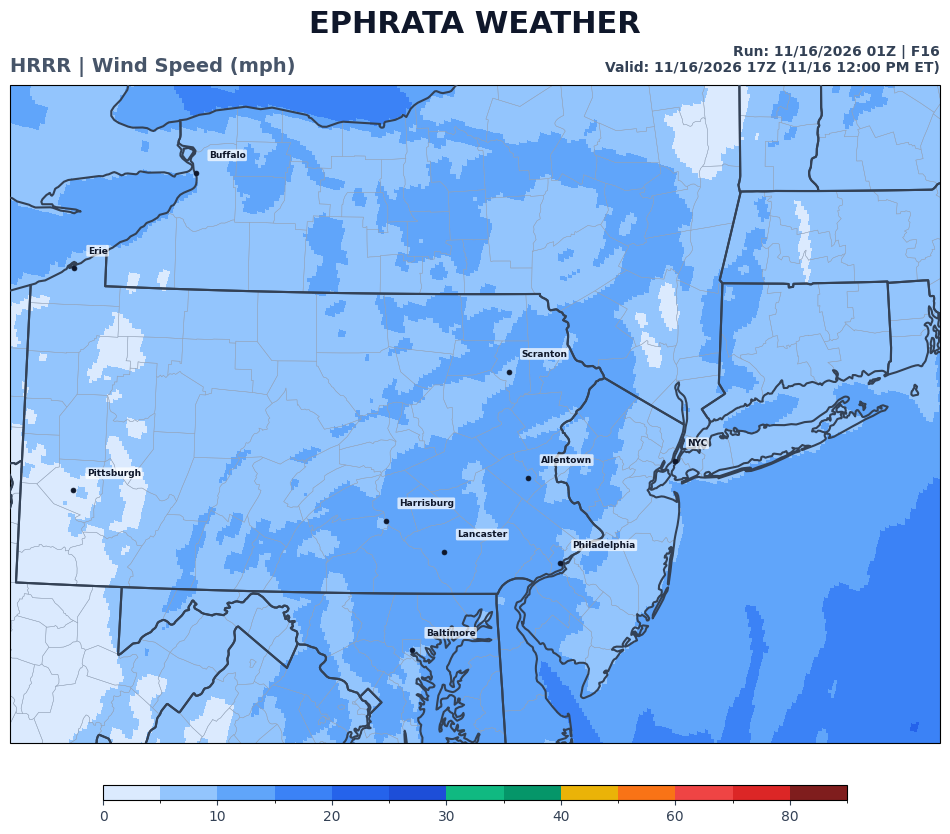 EPHRATA WEATHER
HRRR | Wind Speed (mph)
Run: 11/16/2026 01Z | F16
Valid: 11/16/2026 17Z (11/16 12:00 PM ET)
Buffalo
Erie
Scranton
NYC
Allentown
Pittsburgh
Harrisburg
Lancaster
Philadelphia
Baltimore
0 10 20 30 40 60 80